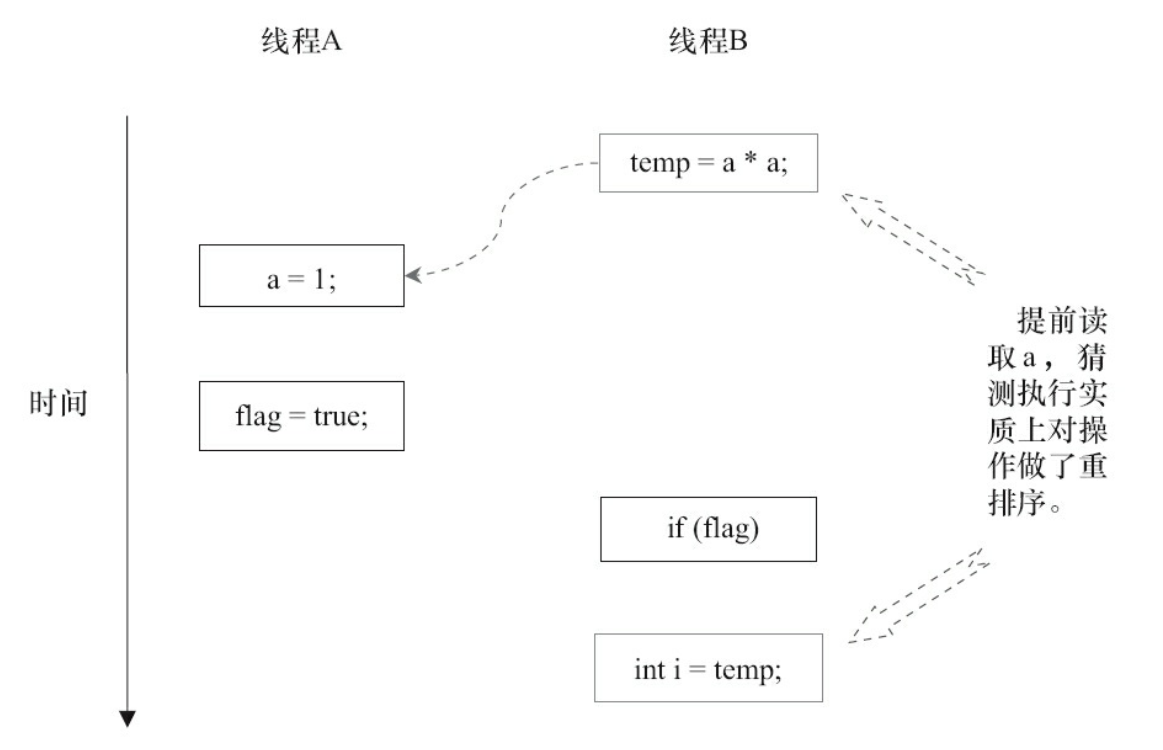 线程A
线程B
temp = a * a;
a = 1;
时间
flag = true;
提前读
取a，猜
测执行实
质上对操
作做了重
排序。
if (flag)
int i = temp;